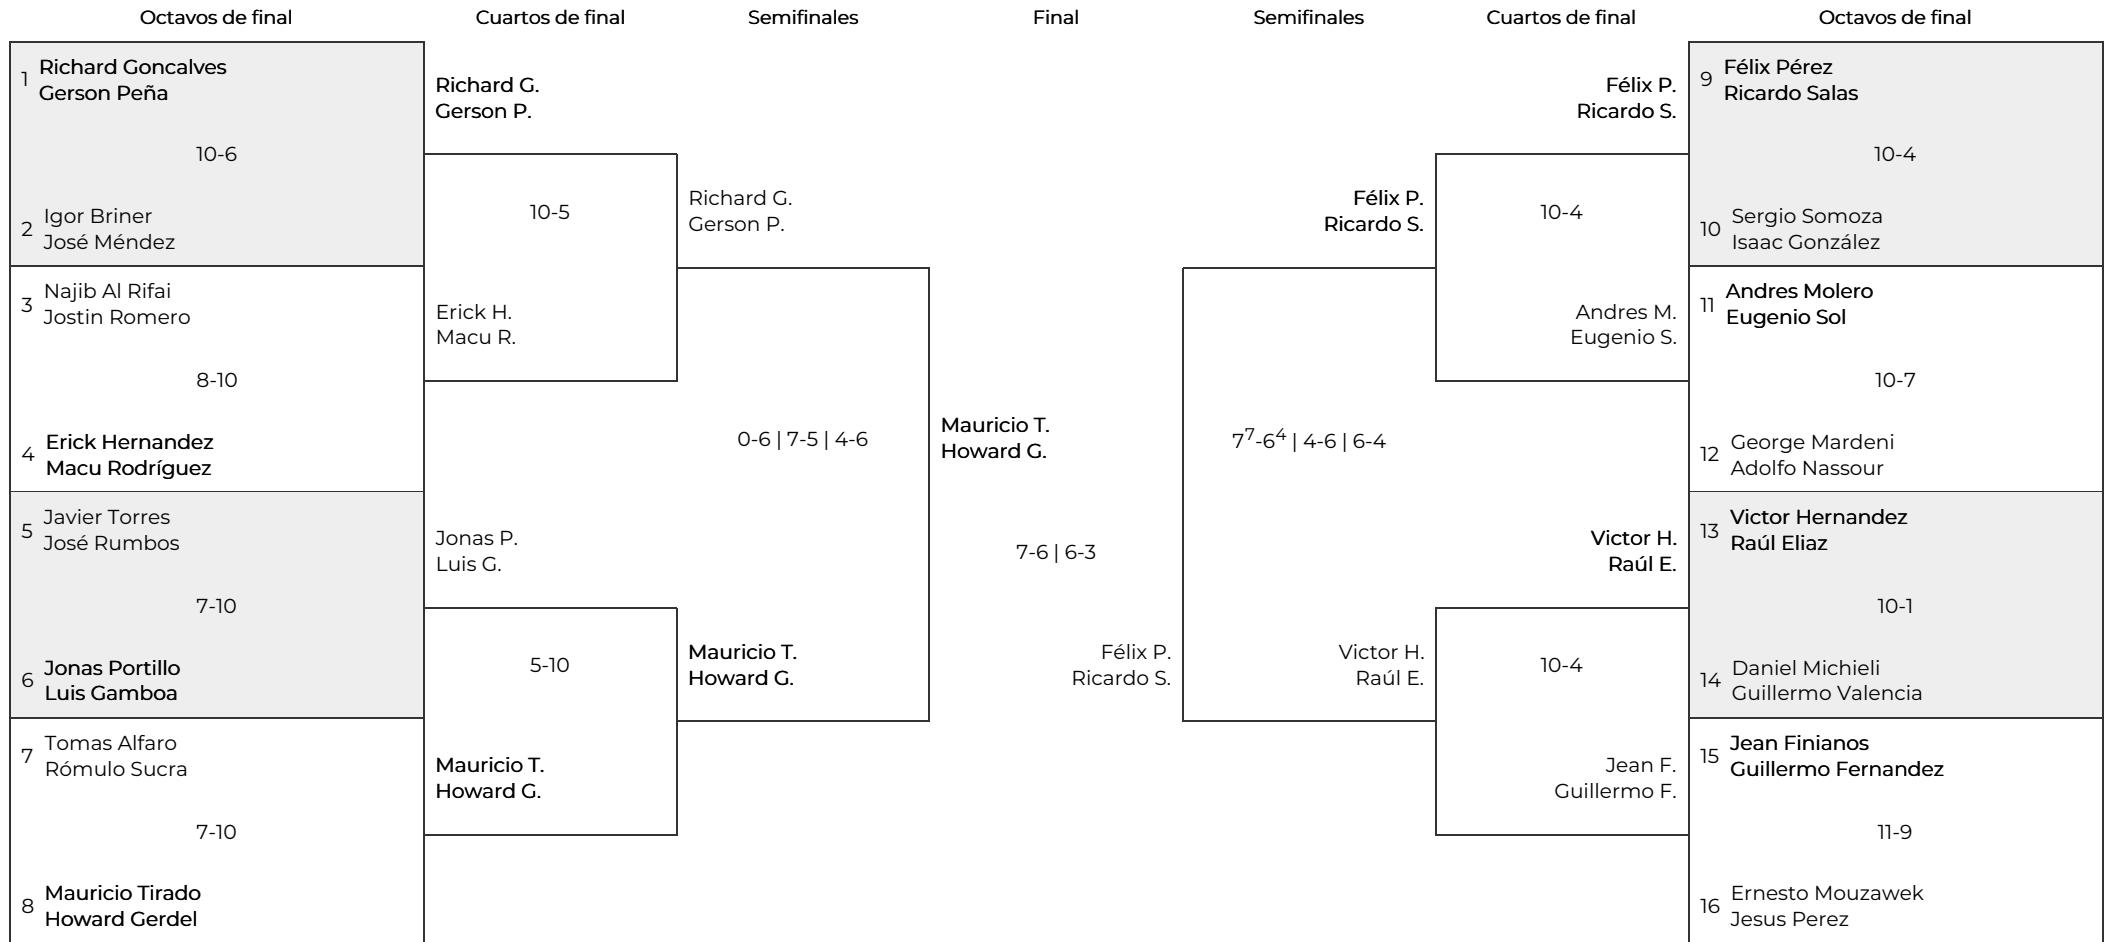 Octavos de final
Cuartos de final
Semifinales
Final
Semifinales
Cuartos de final
Octavos de final
1
Richard Goncalves
Gerson Peña
10-6
2
Igor Briner
José Méndez
3
Najib Al Rifai
Jostin Romero
8-10
4
Erick Hernandez
Macu Rodríguez
5
Javier Torres
José Rumbos
7-10
6
Jonas Portillo
Luis Gamboa
7
Tomas Alfaro
Rómulo Sucra
7-10
8
Mauricio Tirado
Howard Gerdel
Richard G.
Gerson P.
10-5
Erick H.
Macu R.
Jonas P.
Luis G.
5-10
Mauricio T.
Howard G.
Richard G.
Gerson P.
0-6 | 7-5 | 4-6
Mauricio T.
Howard G.
Mauricio T.
Howard G.
7-6 | 6-3
Félix P.
Ricardo S.
Félix P.
Ricardo S.
7⁷-6⁴ | 4-6 | 6-4
Victor H.
Raúl E.
Félix P.
Ricardo S.
10-4
Andres M.
Eugenio S.
Victor H.
Raúl E.
10-4
Jean F.
Guillermo F.
9
Félix Pérez
Ricardo Salas
10-4
10
Sergio Somoza
Isaac González
11
Andres Molero
Eugenio Sol
10-7
12
George Mardeni
Adolfo Nassour
13
Victor Hernandez
Raúl Eliaz
10-1
14
Daniel Michieli
Guillermo Valencia
15
Jean Finianos
Guillermo Fernandez
11-9
16
Ernesto Mouzawek
Jesus Perez